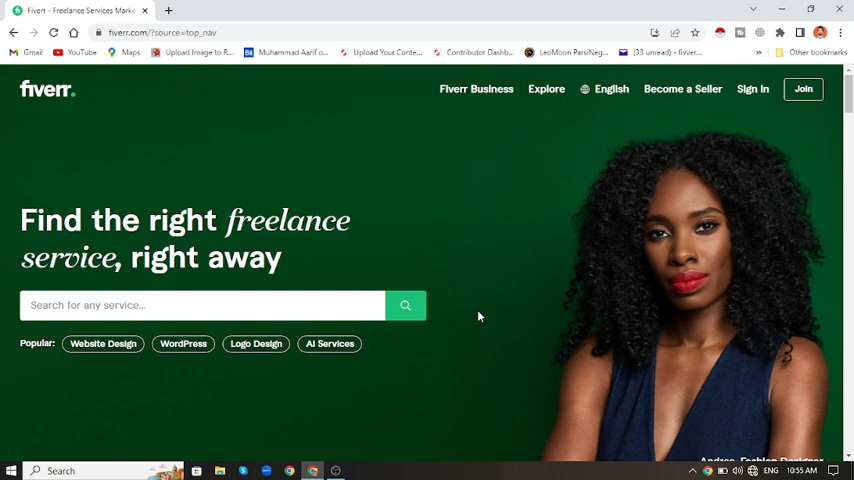 Fiverr - Freelance Services Marke
fiverr.com/?source=top_nav
Gmail YouTube Maps Upload Image to R... Muhammad Aarif o... Upload Your Conte... Contributor Dashb... LeoMoon ParsiNeg... (33 unread) - fivver... » Other bookmarks
fiverr. Fiverr Business Explore English Become a Seller Sign In Join
Find the right freelance
service, right away
Search for any service...
Popular: Website Design WordPress Logo Design AI Services
Andrea, Fashion Designer
Search ENG 10:55 AM